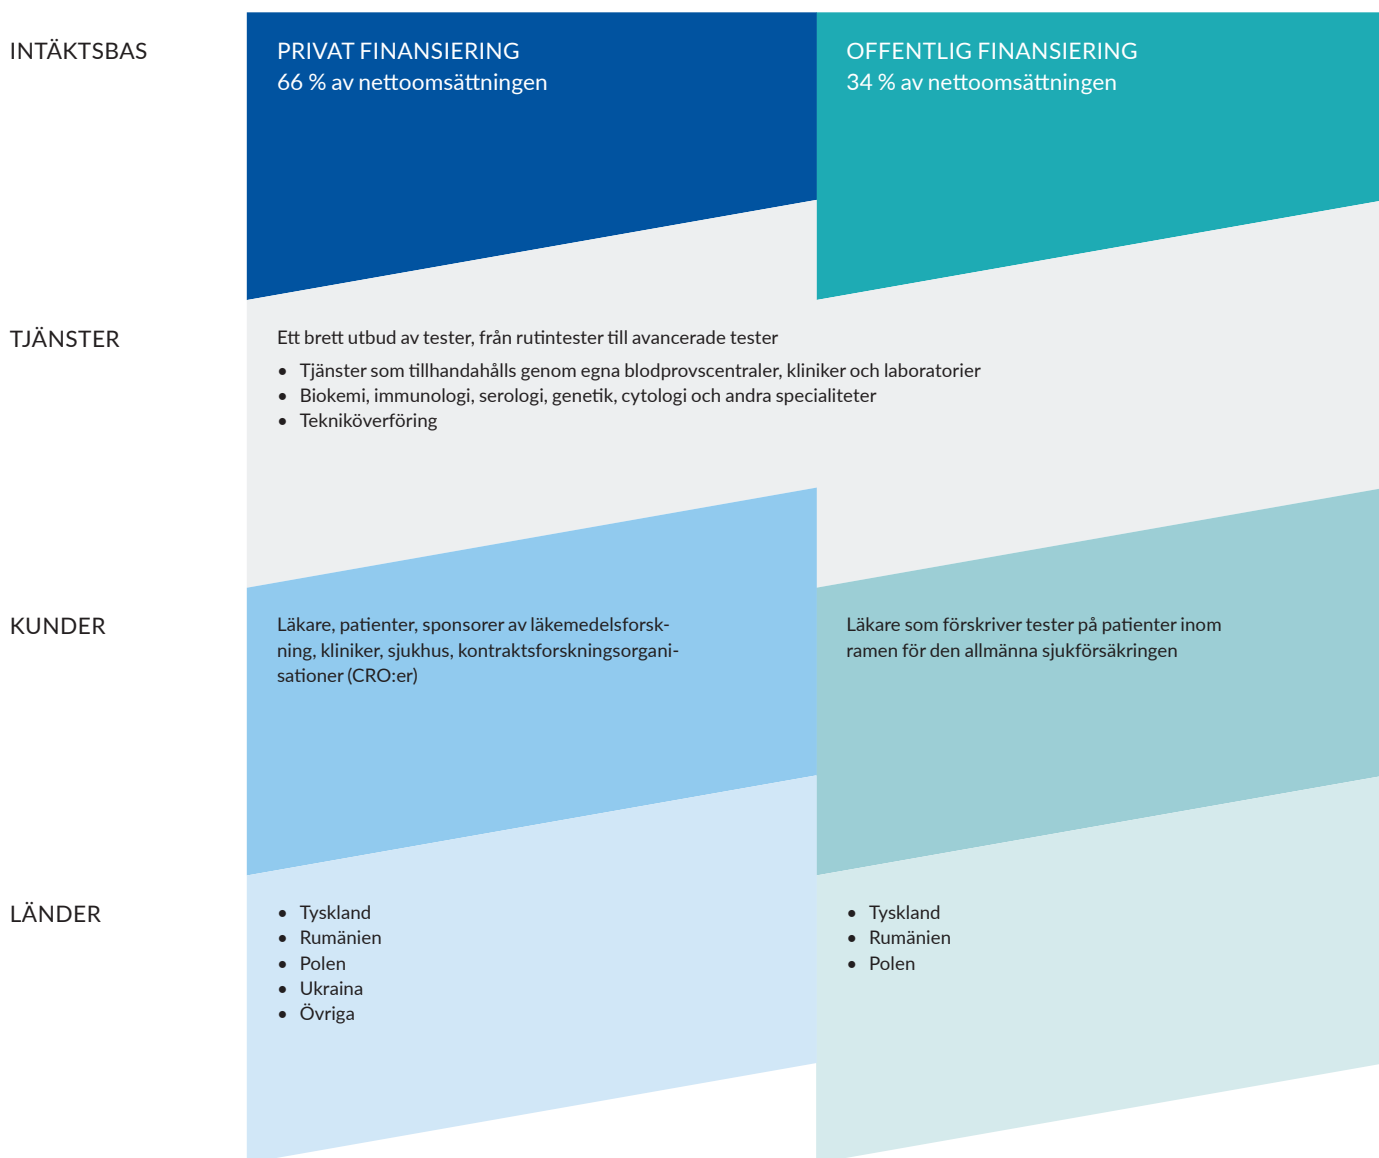 INTÄKTSBAS
PRIVAT FINANSIERING
66 % av nettoomsättningen
OFFENTLIG FINANSIERING
34 % av nettoomsättningen
TJÄNSTER
Ett brett utbud av tester, från rutintester till avancerade tester
• Tjänster som tillhandahålls genom egna blodprovscentraler, kliniker och laboratorier
• Biokemi, immunologi, serologi, genetik, cytologi och andra specialiteter
• Tekniköverföring
KUNDER
Läkare, patienter, sponsorer av läkemedelsforsk-
ning, kliniker, sjukhus, kontraktsforskningsorgani-
sationer (CRO:er)
Läkare som förskriver tester på patienter inom
ramen för den allmänna sjukförsäkringen
LÄNDER
• Tyskland
• Rumänien
• Polen
• Ukraina
• Övriga
• Tyskland
• Rumänien
• Polen